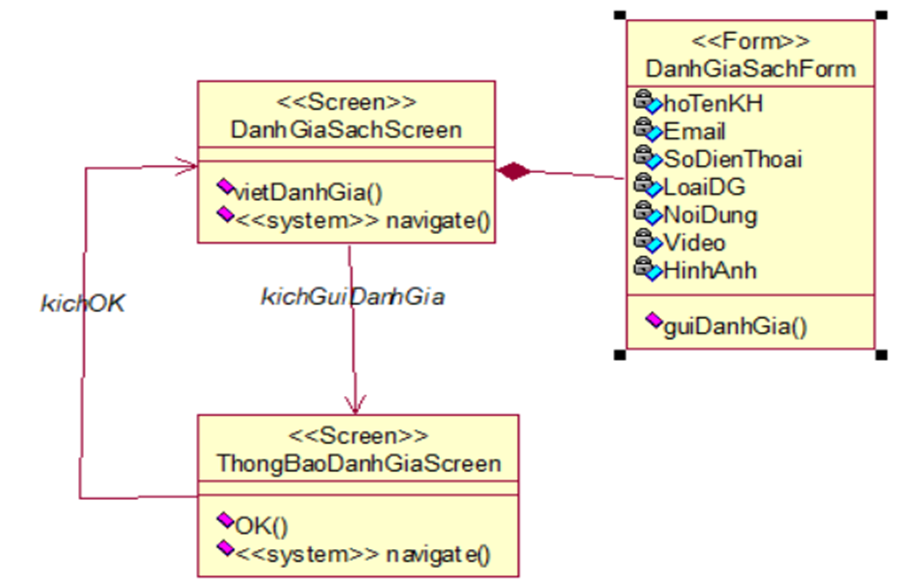 <<Form>>
DanhGiaSachForm
hoTenKH
Email
SoDienThoai
LoaiDG
NoiDung
Video
HinhAnh
guiDanhGia()
<<Screen>>
DanhGiaSachScreen
vietDanhGia()
<<system>> navigate()
kichOK
kichGuiDanhGia
<<Screen>>
ThongBaoDanhGiaScreen
OK()
<<system>> navigate()